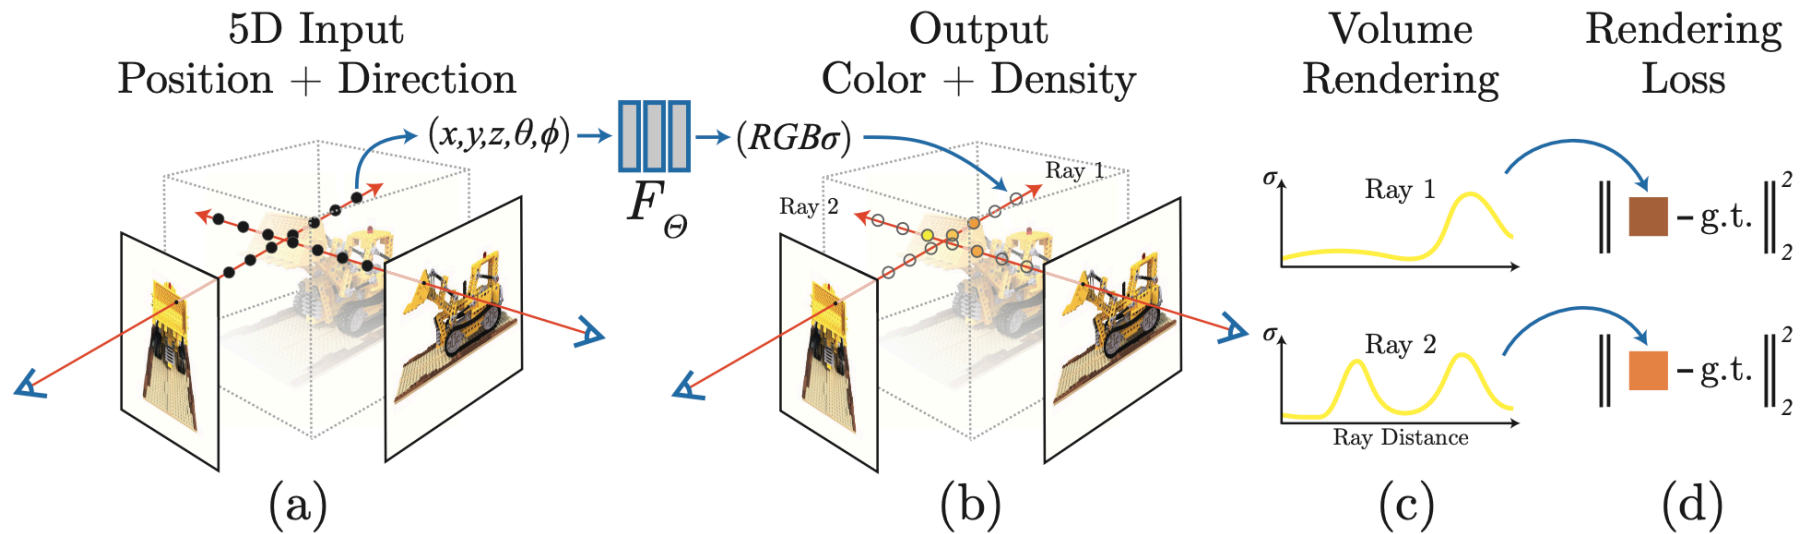 5D Input
Position + Direction
Output
Color + Density
Volume
Rendering
Rendering
Loss
(x,y,z,θ,ϕ)
F_Θ
(RGBσ)
Ray 1
Ray 2
σ
Ray 1
σ
Ray 2
Ray Distance
|| – g.t. ||²₂
|| – g.t. ||²₂
(a)
(b)
(c)
(d)